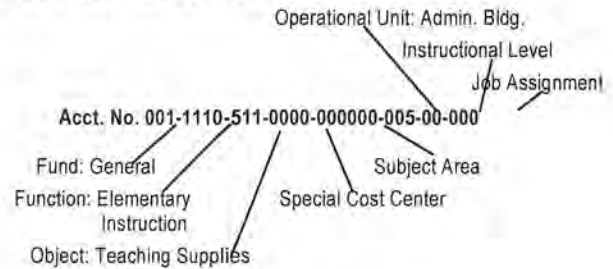 Operational Unit: Admin. Bldg.
Instructional Level
Job Assignment
Acct. No. 001-1110-511-0000-000000-005-00-000
Fund: General
Subject Area
Function: Elementary
Special Cost Center
Instruction
Object: Teaching Supplies